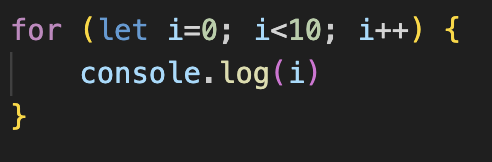 for (let i=0; i<10; i++) {
    console.log(i)
}